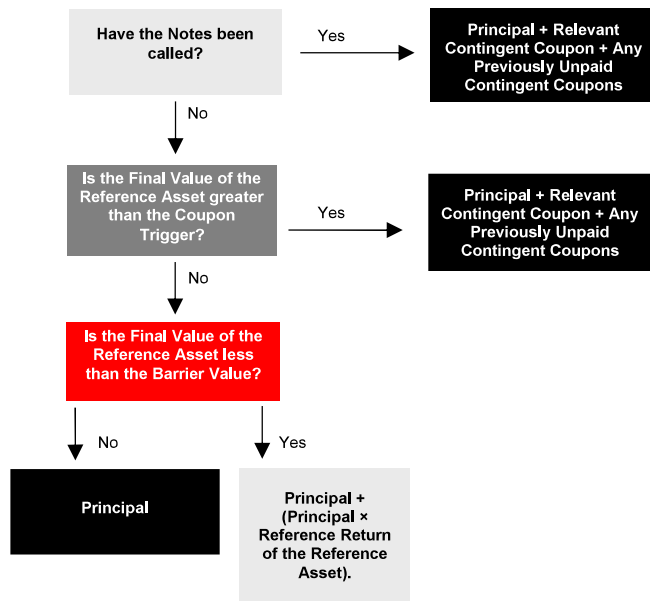 Have the Notes been
called?
Yes
Principal + Relevant
Contingent Coupon + Any
Previously Unpaid
Contingent Coupons
No
Is the Final Value of the
Reference Asset greater
than the Coupon
Trigger?
Yes
Principal + Relevant
Contingent Coupon + Any
Previously Unpaid
Contingent Coupons
No
Is the Final Value of the
Reference Asset less
than the Barrier Value?
No
Yes
Principal
Principal +
(Principal ×
Reference Return
of the Reference
Asset).